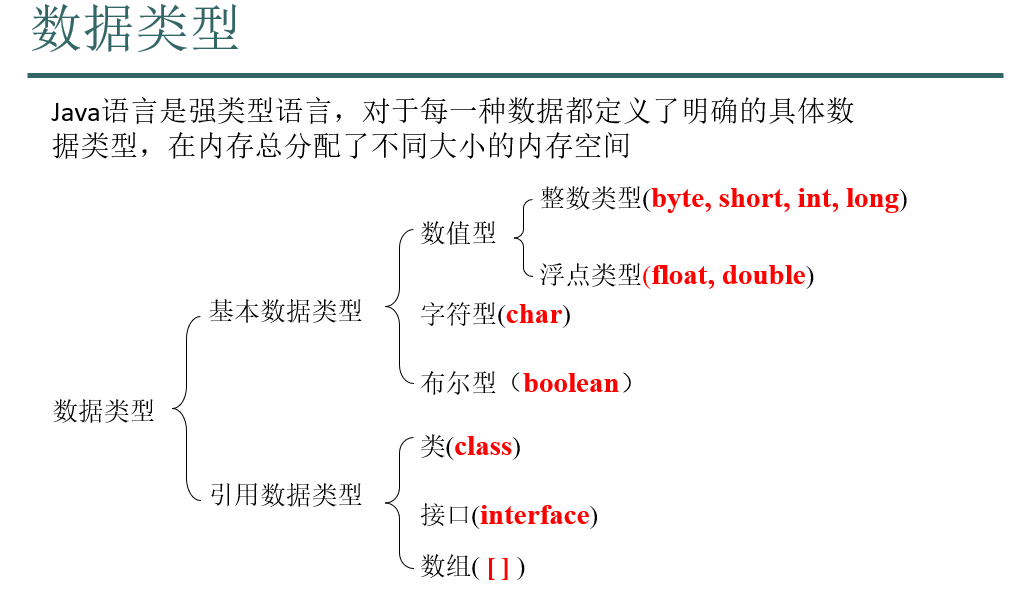 数据类型
Java语言是强类型语言，对于每一种数据都定义了明确的具体数
据类型，在内存总分配了不同大小的内存空间
整数类型(byte, short, int, long)
数值型
浮点类型(float, double)
基本数据类型
字符型(char)
布尔型（boolean）
数据类型
类(class)
引用数据类型
接口(interface)
数组( [ ] )